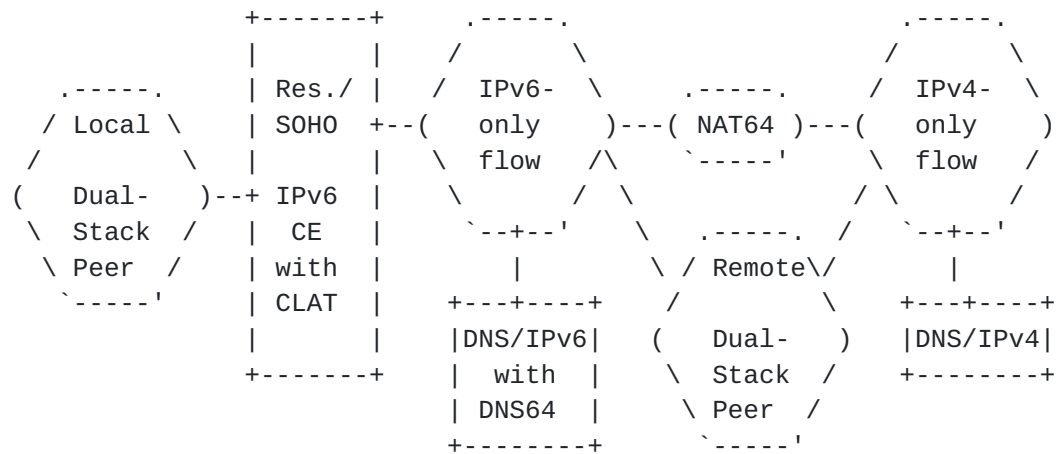 Res./ IPv6- IPv4-
Local SOHO only NAT64 only
flow flow
Dual- IPv6
Stack CE
Peer with Remote
CLAT
DNS/IPv6 Dual- DNS/IPv4
with Stack
DNS64 Peer